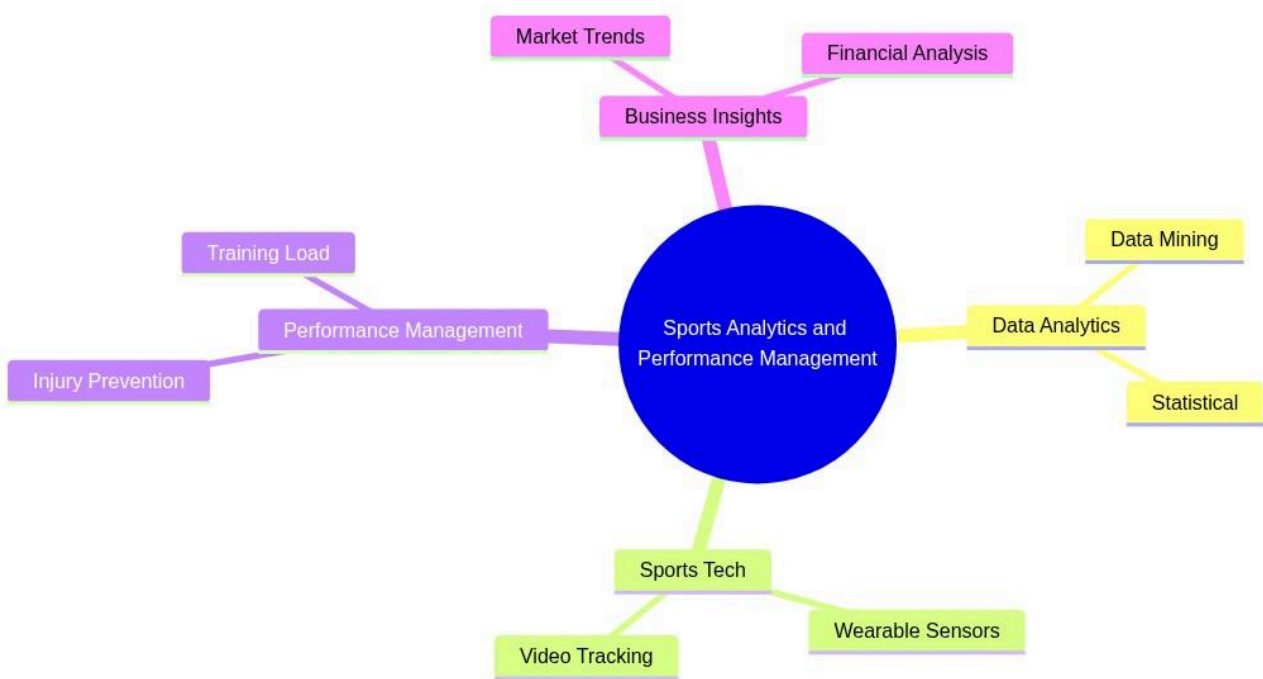 Market Trends
Financial Analysis
Business Insights
Data Mining
Training Load
Data Analytics
Sports Analytics and
Performance Management
Performance Management
Injury Prevention
Statistical
Sports Tech
Wearable Sensors
Video Tracking